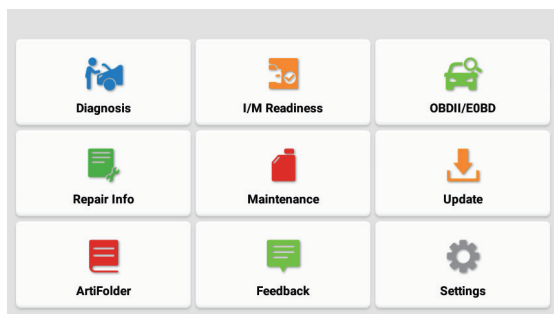 Diagnosis
I/M Readiness
OBDII/E0BD
Repair Info
Maintenance
Update
ArtiFolder
Feedback
Settings